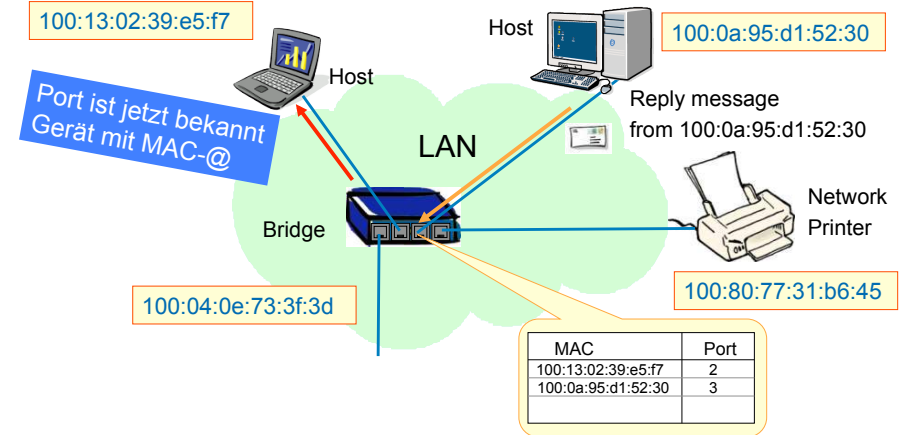 100:13:02:39:e5:f7
Host
100:0a:95:d1:52:30
Host
Port ist jetzt bekannt
Gerät mit MAC-@
Reply message
from 100:0a:95:d1:52:30
LAN
Network
Printer
Bridge
100:04:0e:73:3f:3d
100:80:77:31:b6:45
MAC Port
100:13:02:39:e5:f7 2
100:0a:95:d1:52:30 3